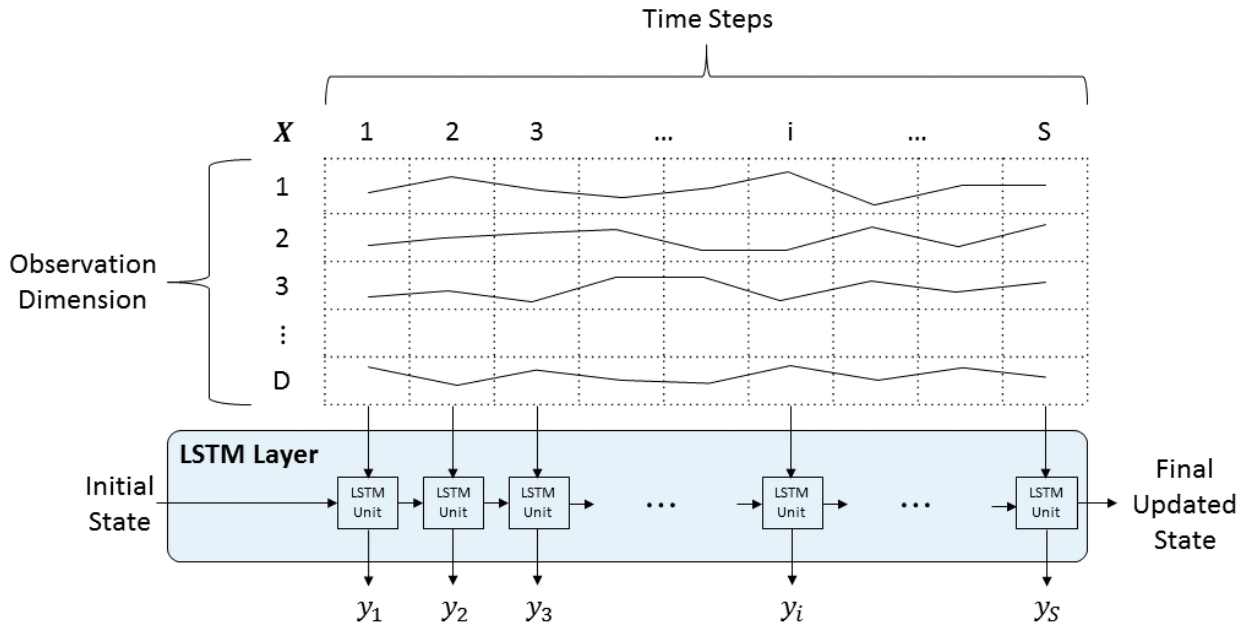 Time Steps
X 1 2 3 ... i ... S
1
2
Observation
Dimension
3
⋮
D
LSTM Layer
Initial
State
LSTM
Unit
LSTM
Unit
LSTM
Unit
...
LSTM
Unit
...
LSTM
Unit
Final
Updated
State
y₁ y₂ y₃ yᵢ y_S